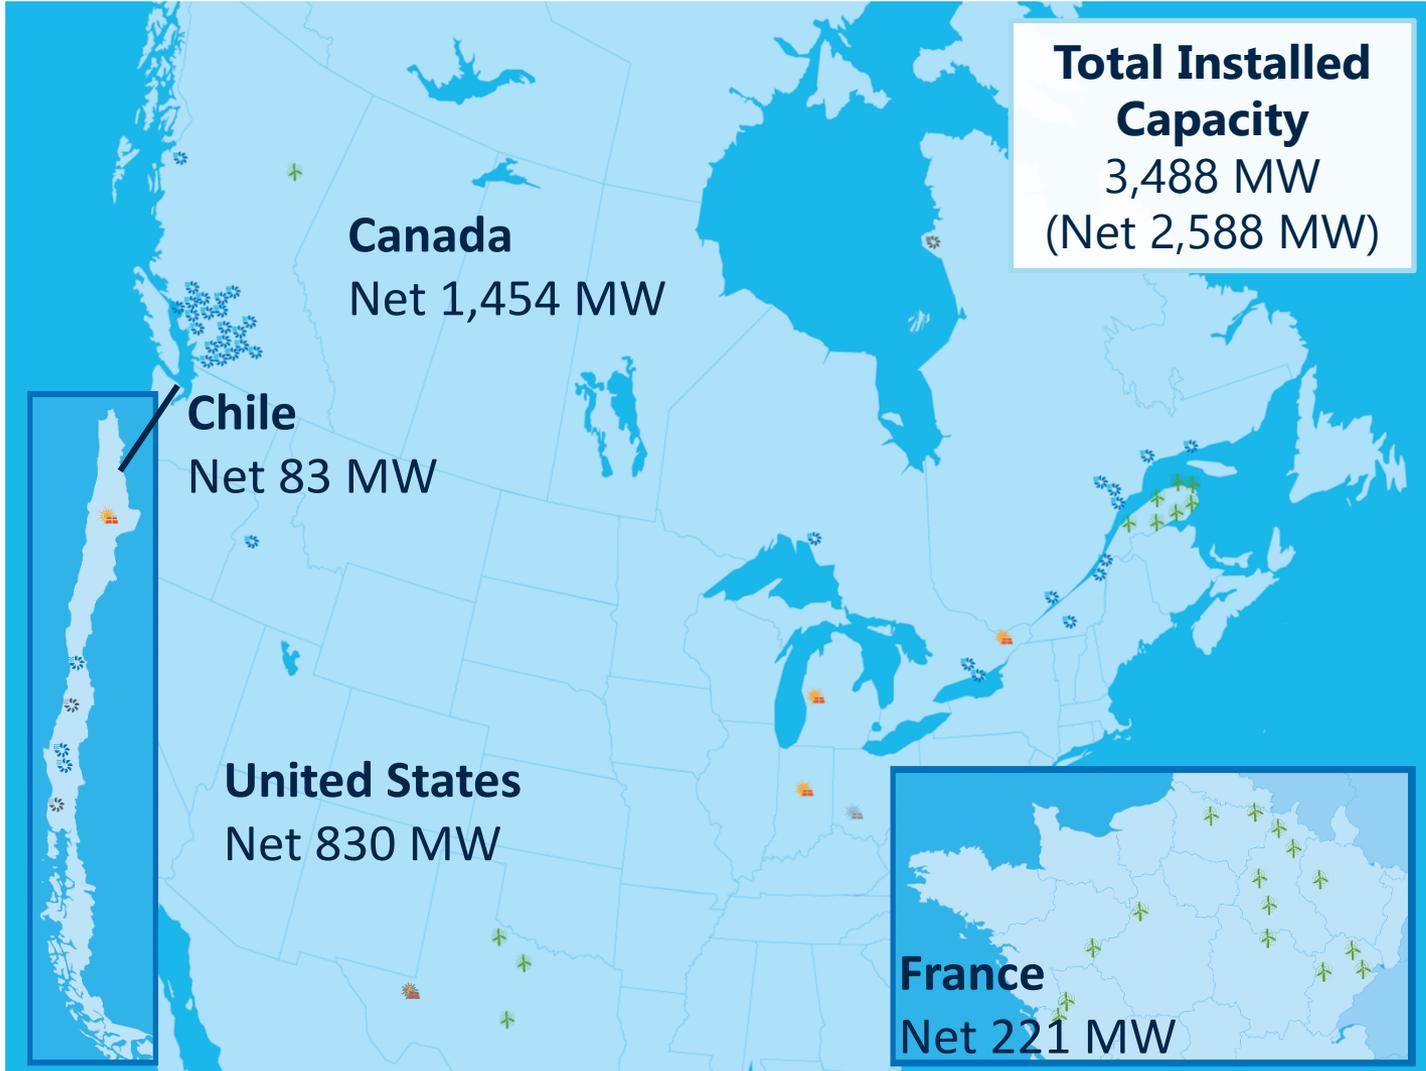 Total Installed
Capacity
3,488 MW
(Net 2,588 MW)
Canada
Net 1,454 MW
Chile
Net 83 MW
United States
Net 830 MW
France
Net 221 MW